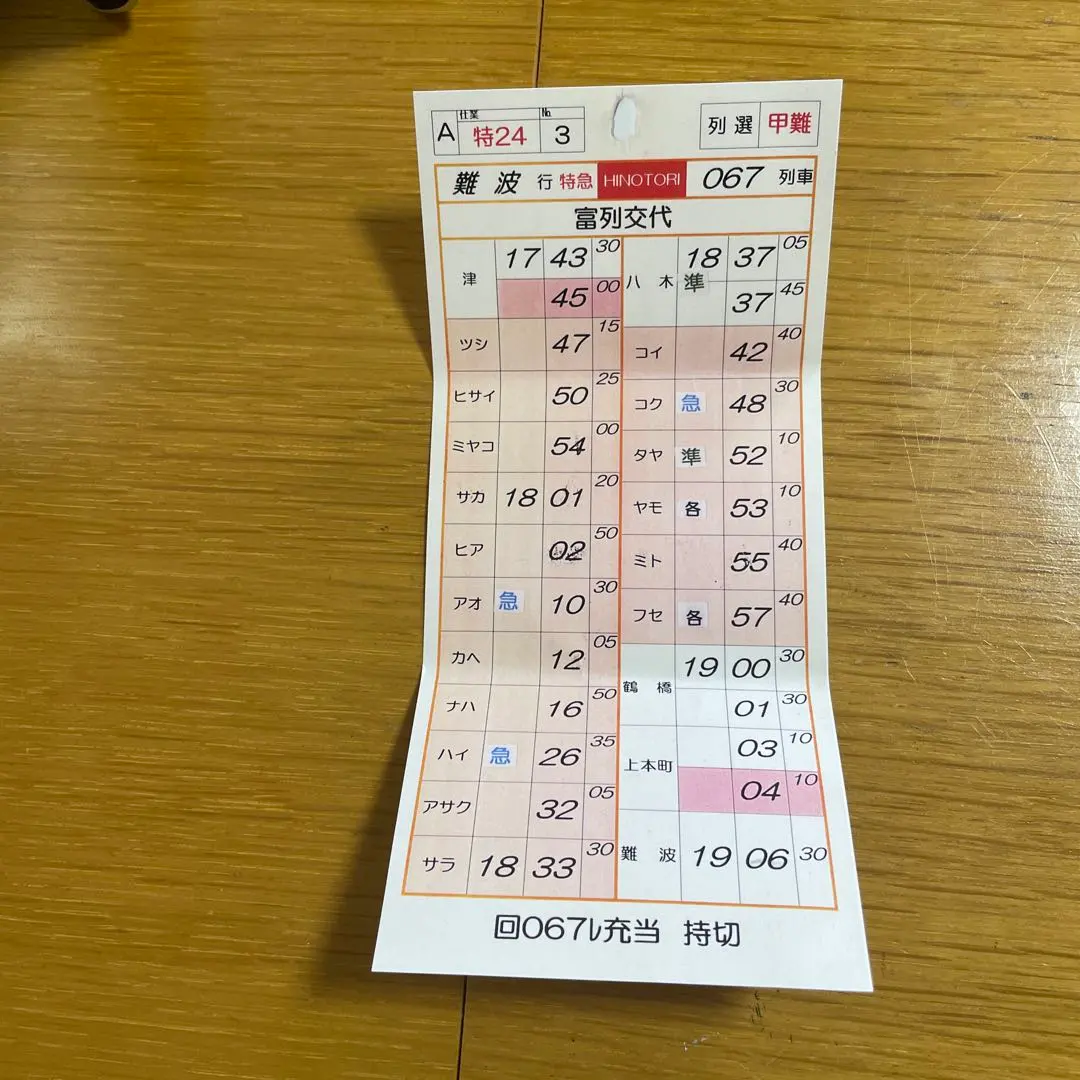 A 仕業 特24 No. 3 列選 甲難
難波 行 特急 HINOTORI 067 列車
富列交代
津 17 43 30
45 00
ツシ 47 15
ヒサイ 50 25
ミヤコ 54 00
サカ 18 01 20
ヒア 02 50
アオ 急 10 30
カヘ 12 05
ナハ 16 50
ハイ 急 26 35
アサク 32 05
サラ 18 33 30
八木 18 37 05
準 37 45
コイ 42 40
コク 急 48 30
タヤ 準 52 10
ヤモ 各 53 10
ミト 55 40
フセ 各 57 40
鶴橋 19 00 30
01 30
上本町 03 10
04 10
難波 19 06 30
回067レ充当 持切